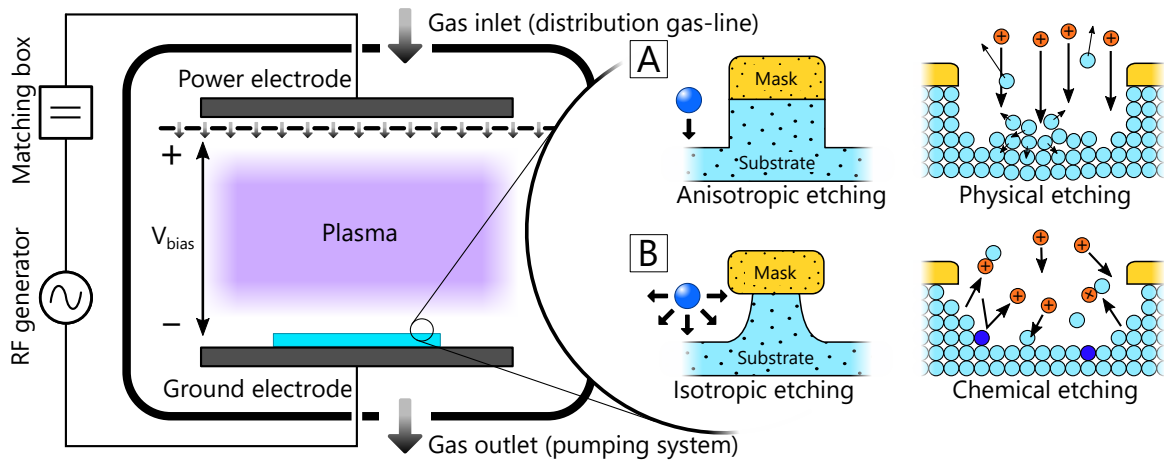 Gas inlet (distribution gas-line)
Matching box
RF generator
Power electrode
+
V_bias
−
Plasma
Ground electrode
Gas outlet (pumping system)
A
Mask
Substrate
Anisotropic etching
+ + + +
Physical etching
B
Mask
Substrate
Isotropic etching
+ + + + + +
Chemical etching